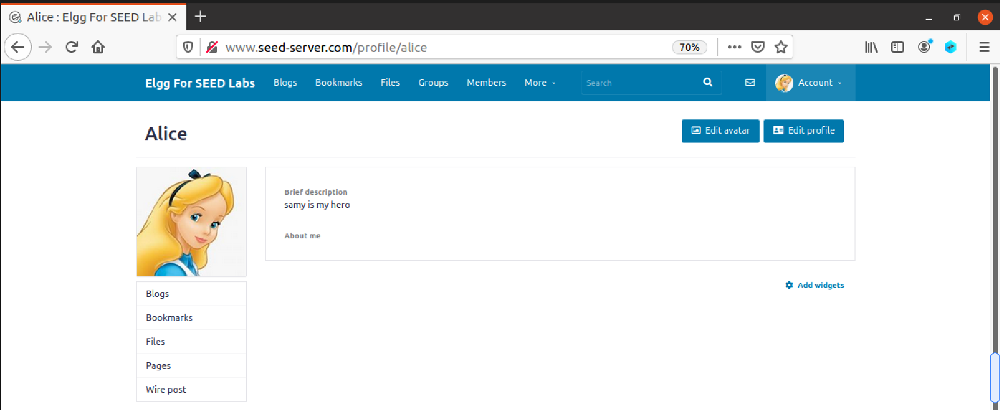 Alice : Elgg For SEED Lab
www.seed-server.com/profile/alice
70%
Elgg For SEED Labs Blogs Bookmarks Files Groups Members More Search Account
Alice
Edit avatar Edit profile
Brief description
samy is my hero
About me
Add widgets
Blogs
Bookmarks
Files
Pages
Wire post